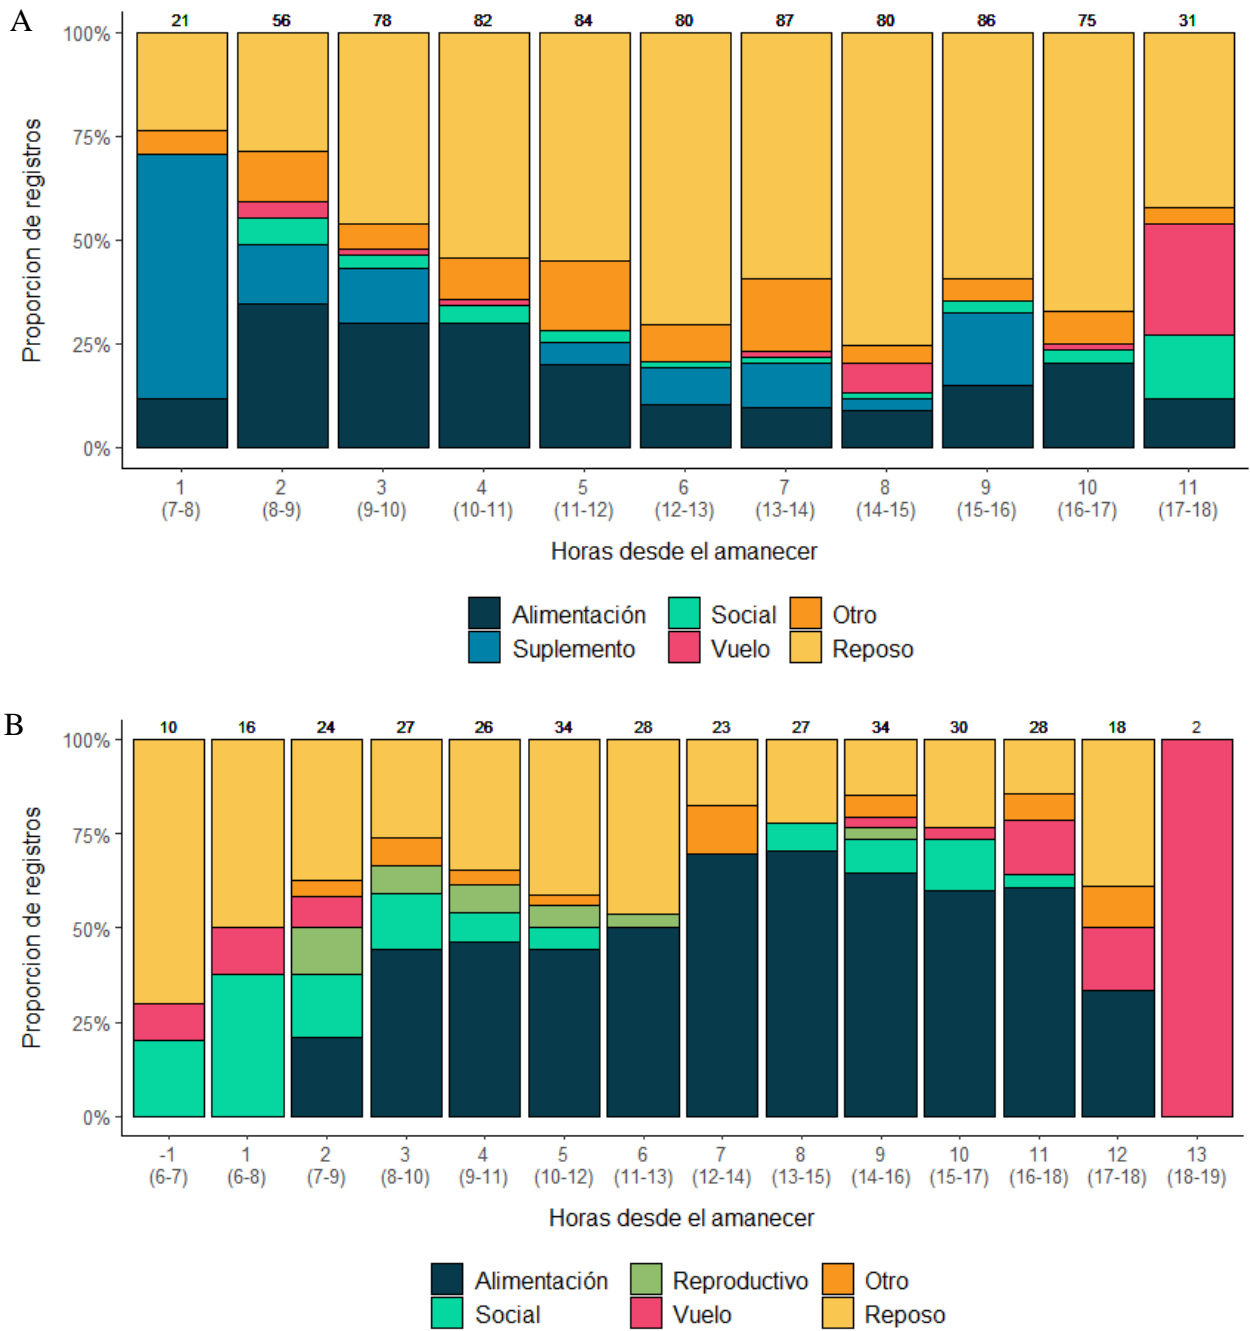 A
21 56 78 82 84 80 87 80 86 75 31
100%
75%
50%
25%
0%
Proporcion de registros
1 2 3 4 5 6 7 8 9 10 11
(7-8) (8-9) (9-10) (10-11) (11-12) (12-13) (13-14) (14-15) (15-16) (16-17) (17-18)
Horas desde el amanecer
Alimentación Social Otro
Suplemento Vuelo Reposo
B
10 16 24 27 26 34 28 23 27 34 30 28 18 2
100%
75%
50%
25%
0%
Proporcion de registros
-1 1 2 3 4 5 6 7 8 9 10 11 12 13
(6-7) (6-8) (7-9) (8-10) (9-11) (10-12) (11-13) (12-14) (13-15) (14-16) (15-17) (16-18) (17-18) (18-19)
Horas desde el amanecer
Alimentación Reproductivo Otro
Social Vuelo Reposo